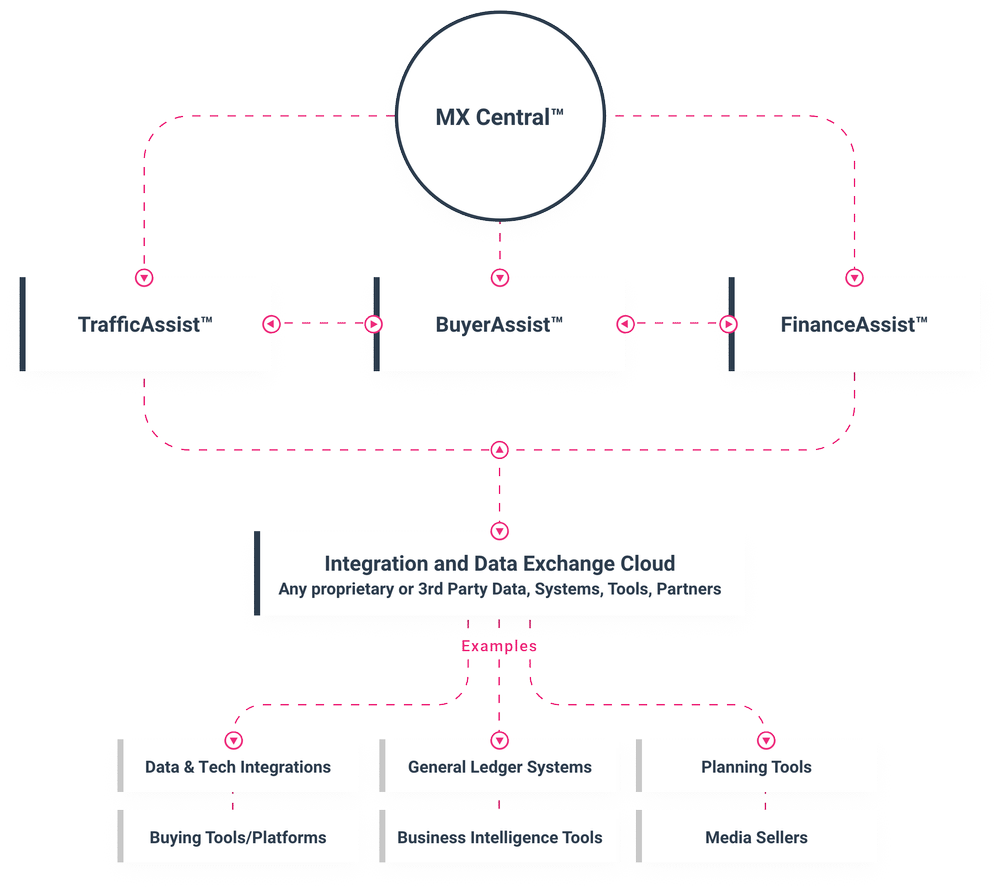 MX Central™
TrafficAssist™
BuyerAssist™
FinanceAssist™
Integration and Data Exchange Cloud
Any proprietary or 3rd Party Data, Systems, Tools, Partners
Examples
Data & Tech Integrations
General Ledger Systems
Planning Tools
Buying Tools/Platforms
Business Intelligence Tools
Media Sellers